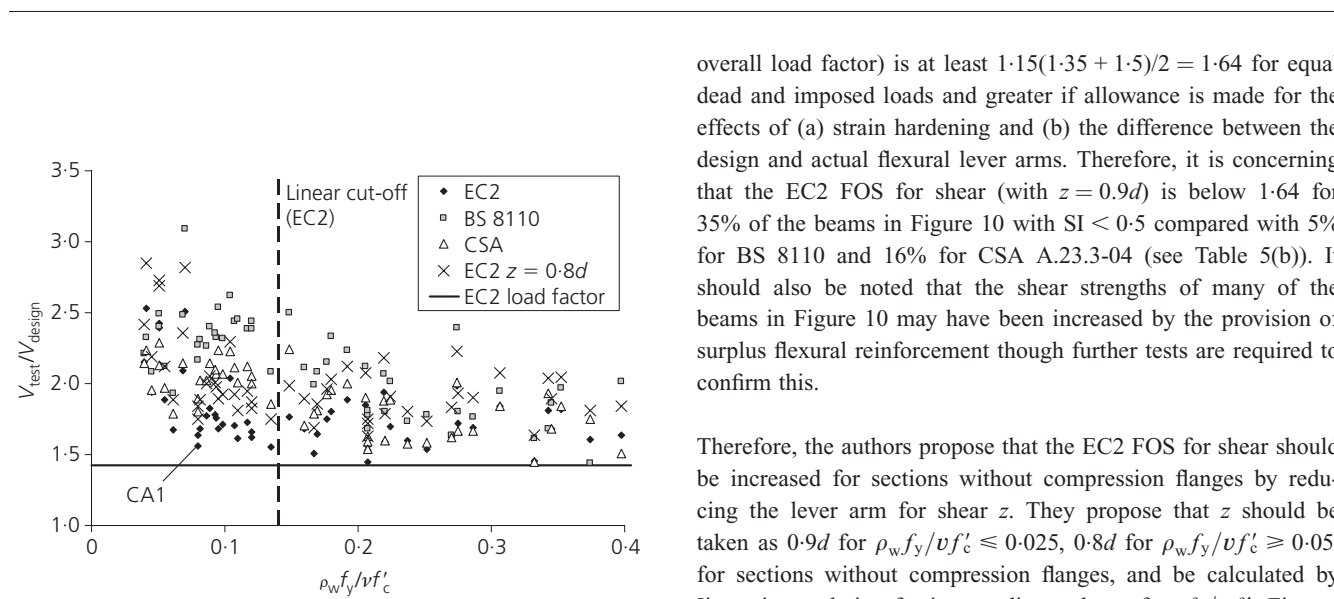 3·5
3·0
2·5
2·0
1·5
1·0
V_test/V_design
0
0·1
0·2
0·3
0·4
ρ_w f_y/νf′_c
Linear cut-off
(EC2)
EC2
BS 8110
CSA
EC2 z = 0·8d
EC2 load factor
CA1
overall load factor) is at least 1·15(1·35 + 1·5)/2 = 1·64 for equal
dead and imposed loads and greater if allowance is made for the
effects of (a) strain hardening and (b) the difference between the
design and actual flexural lever arms. Therefore, it is concerning
that the EC2 FOS for shear (with z = 0.9d) is below 1·64 for
35% of the beams in Figure 10 with SI < 0·5 compared with 5%
for BS 8110 and 16% for CSA A.23.3-04 (see Table 5(b)). It
should also be noted that the shear strengths of many of the
beams in Figure 10 may have been increased by the provision of
surplus flexural reinforcement though further tests are required to
confirm this.
Therefore, the authors propose that the EC2 FOS for shear should
be increased for sections without compression flanges by redu-
cing the lever arm for shear z. They propose that z should be
taken as 0·9d for ρ_w f_y/υf′_c ⩽ 0·025, 0·8d for ρ_w f_y/υf′_c ⩾ 0·05
for sections without compression flanges, and be calculated by